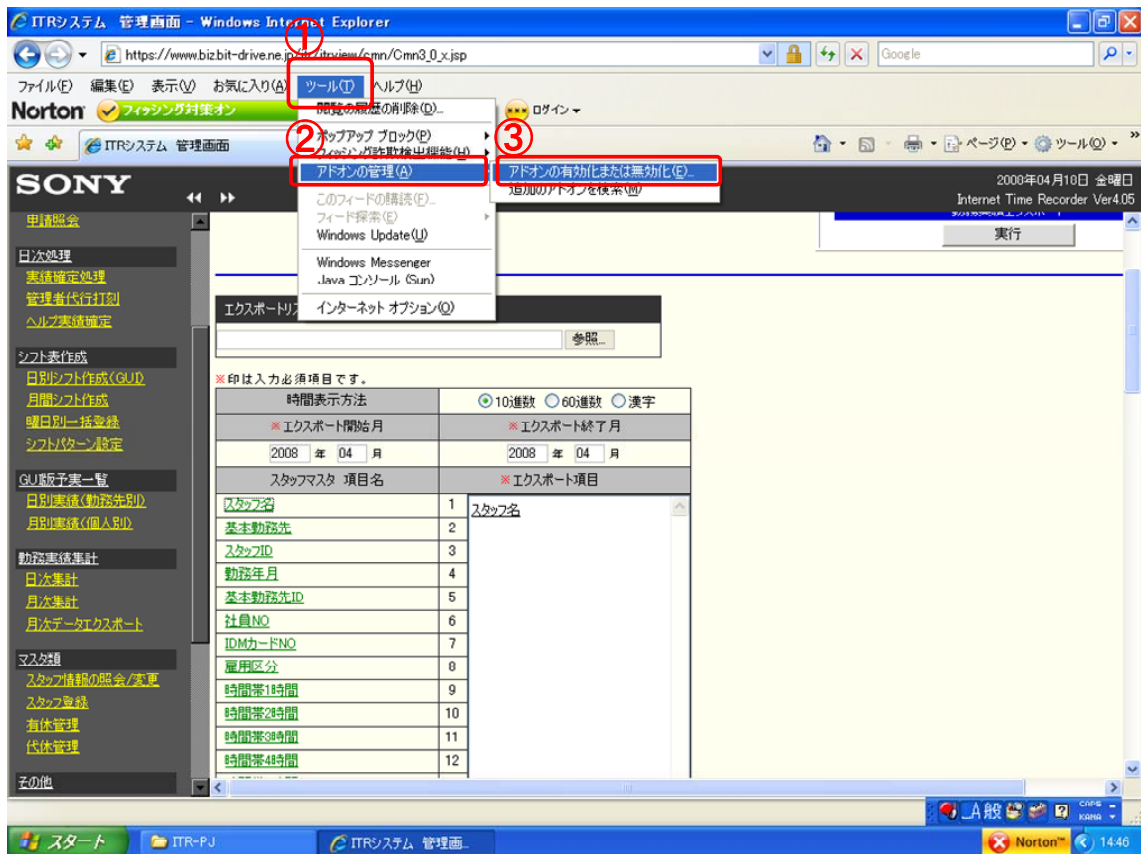 ITRシステム 管理画面 - Windows Internet Explorer
①
https://www.bizbit-drive.ne.jp/itr/itrview/cmn/Cmn3_0_x.jsp
Google
ファイル(F) 編集(E) 表示(V) お気に入り(A) ツール(T) ヘルプ(H)
Norton フィッシング対策オン
ログイン
閲覧の履歴の削除(D)...
② ③
ポップアップ ブロック(P)
フィッシング詐欺検出機能(H)
アドオンの管理(A)
アドオンの有効化または無効化(E)...
追加のアドオンを検索(M)
このフィードの購読(F)...
フィード探索(E)
Windows Update(U)
Windows Messenger
Java コンソール (Sun)
インターネット オプション(O)
ITRシステム 管理画面
ページ(P) ツール(O)
SONY
2008年04月18日 金曜日
Internet Time Recorder Ver4.05
実行
申請照会
日次処理
実績確定処理
管理者代行打刻
ヘルプ実績確定
シフト表作成
日別シフト作成(GUI)
月間シフト作成
曜日別一括登録
シフトパターン設定
GUI版予実一覧
日別実績(勤務先別)
月別実績(個人別)
勤務実績集計
日次集計
月次集計
月次データエクスポート
マスタ類
スタッフ情報の照会/変更
スタッフ登録
有休管理
代休管理
その他
エクスポートリス
参照...
※印は入力必須項目です。
時間表示方法 10進数 60進数 漢字
※エクスポート開始月 ※エクスポート終了月
2008 年 04 月 2008 年 04 月
スタッフマスタ 項目名 ※エクスポート項目
スタッフ名 1 スタッフ名
基本勤務先 2
スタッフID 3
勤務年月 4
基本勤務先ID 5
社員NO 6
IDMカードNO 7
雇用区分 8
時間帯1時間 9
時間帯2時間 10
時間帯3時間 11
時間帯4時間 12
A 般 CAPS
KANA
スタート ITR-PJ ITRシステム 管理画... Norton™ 14:46